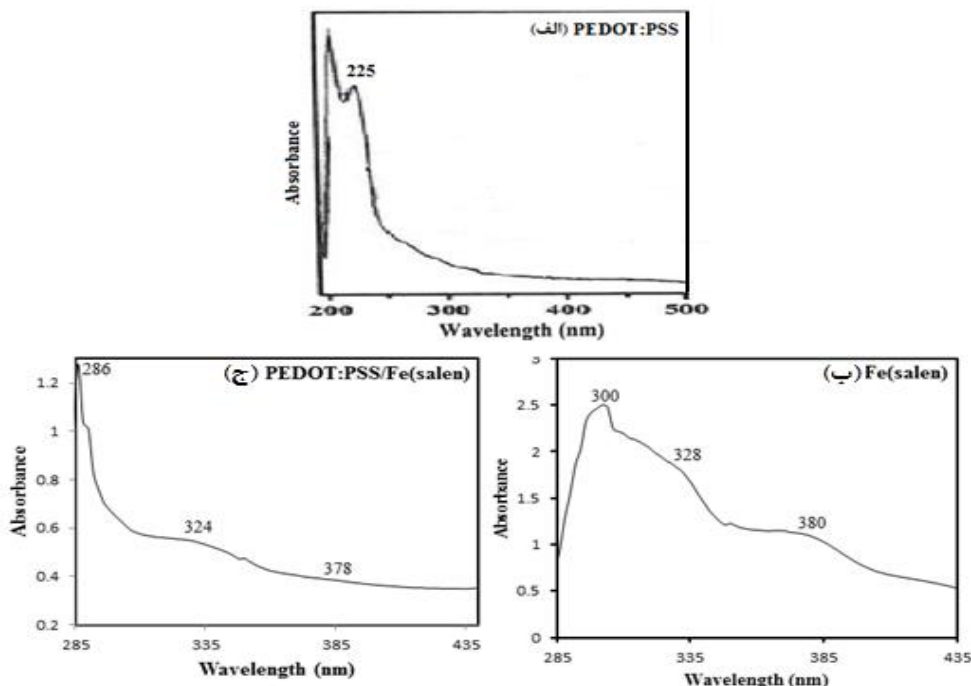 (الف) PEDOT:PSS
225
Absorbance
200 300 400 500
Wavelength (nm)
(ج) PEDOT:PSS/Fe(salen)
286
324
378
1.2
1
0.8
0.6
0.4
0.2
Absorbance
285 335 385 435
Wavelength (nm)
(ب) Fe(salen)
300
328
380
3
2.5
2
1.5
1
0.5
0
Absorbance
285 335 385 435
Wavelength (nm)